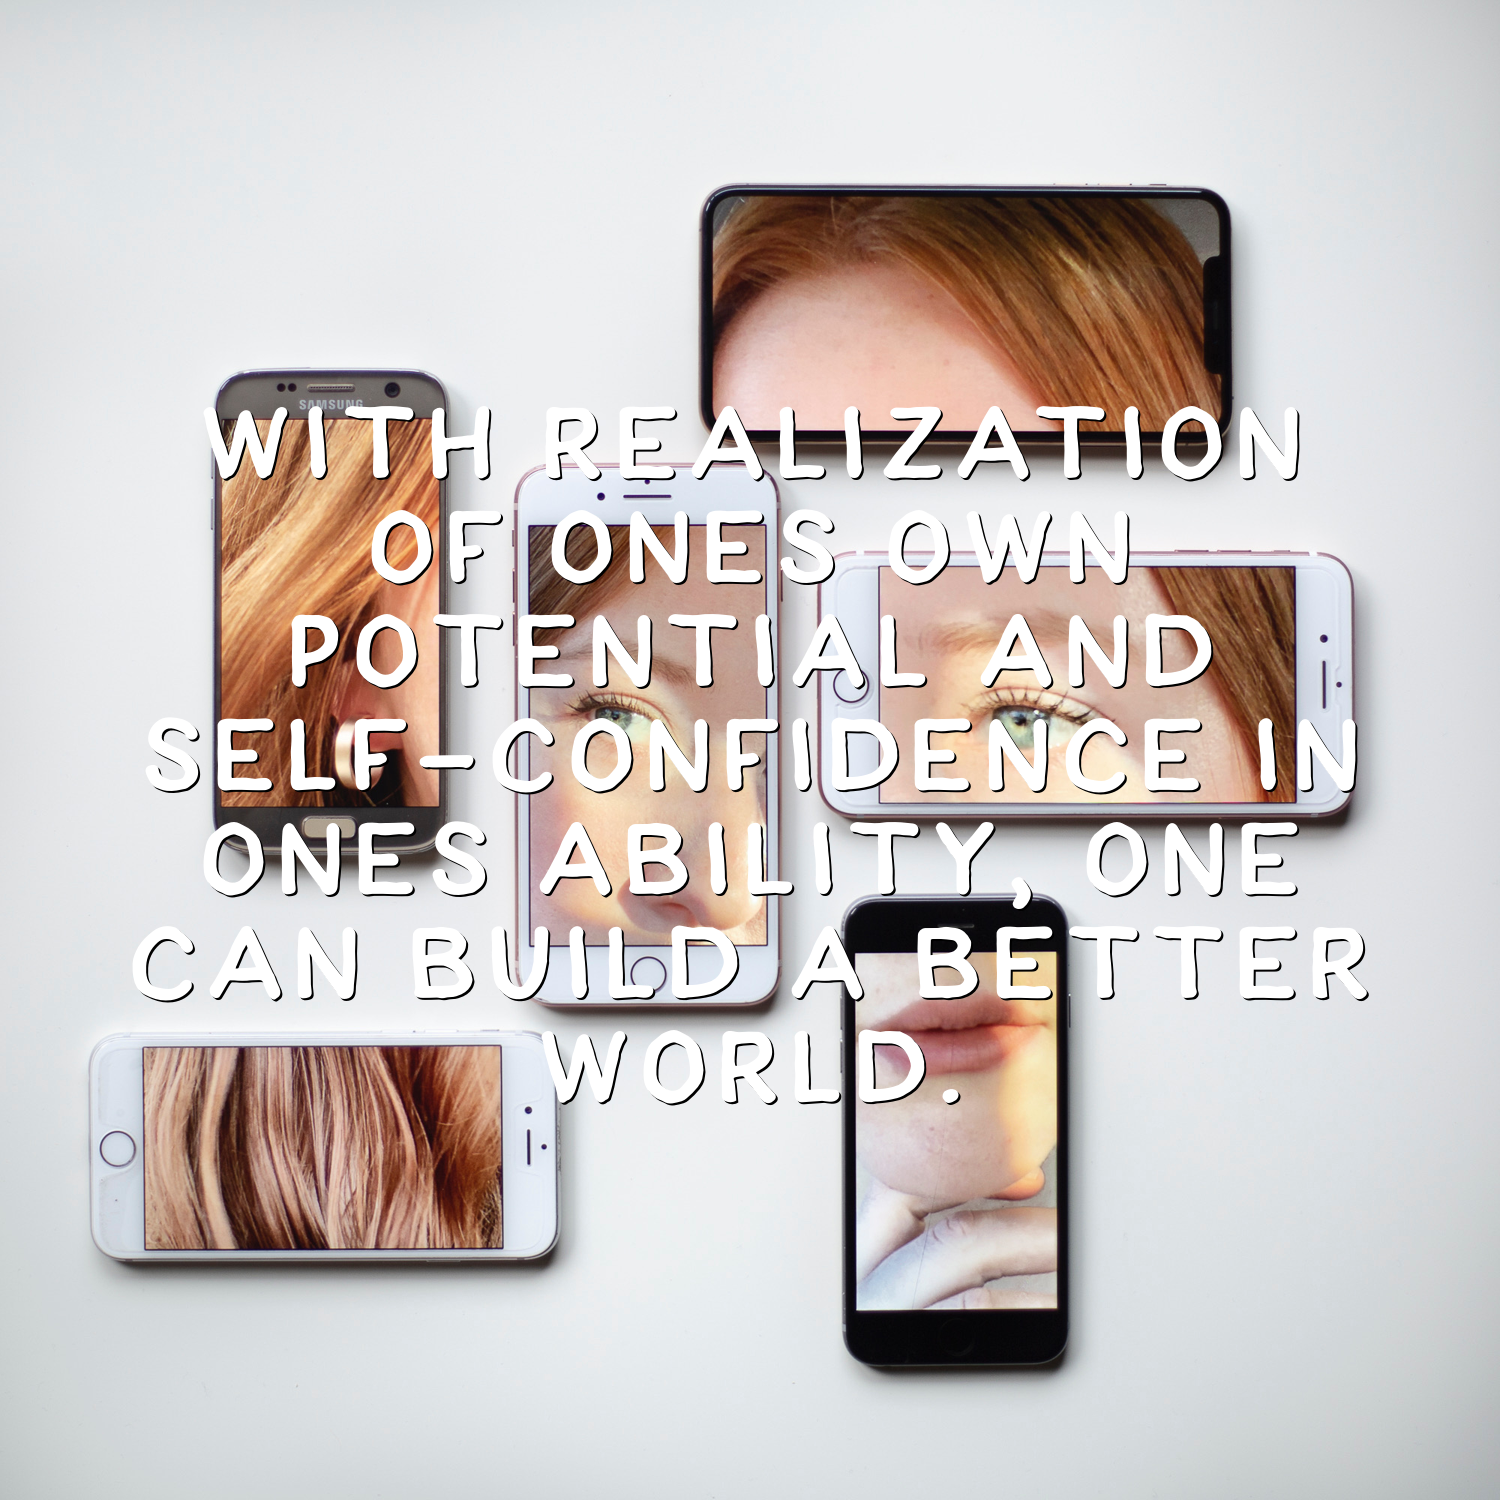 SAMSUNG
WITH REALIZATION
OF ONES OWN
POTENTIAL AND
SELF-CONFIDENCE IN
ONES ABILITY, ONE
CAN BUILD A BETTER
WORLD.